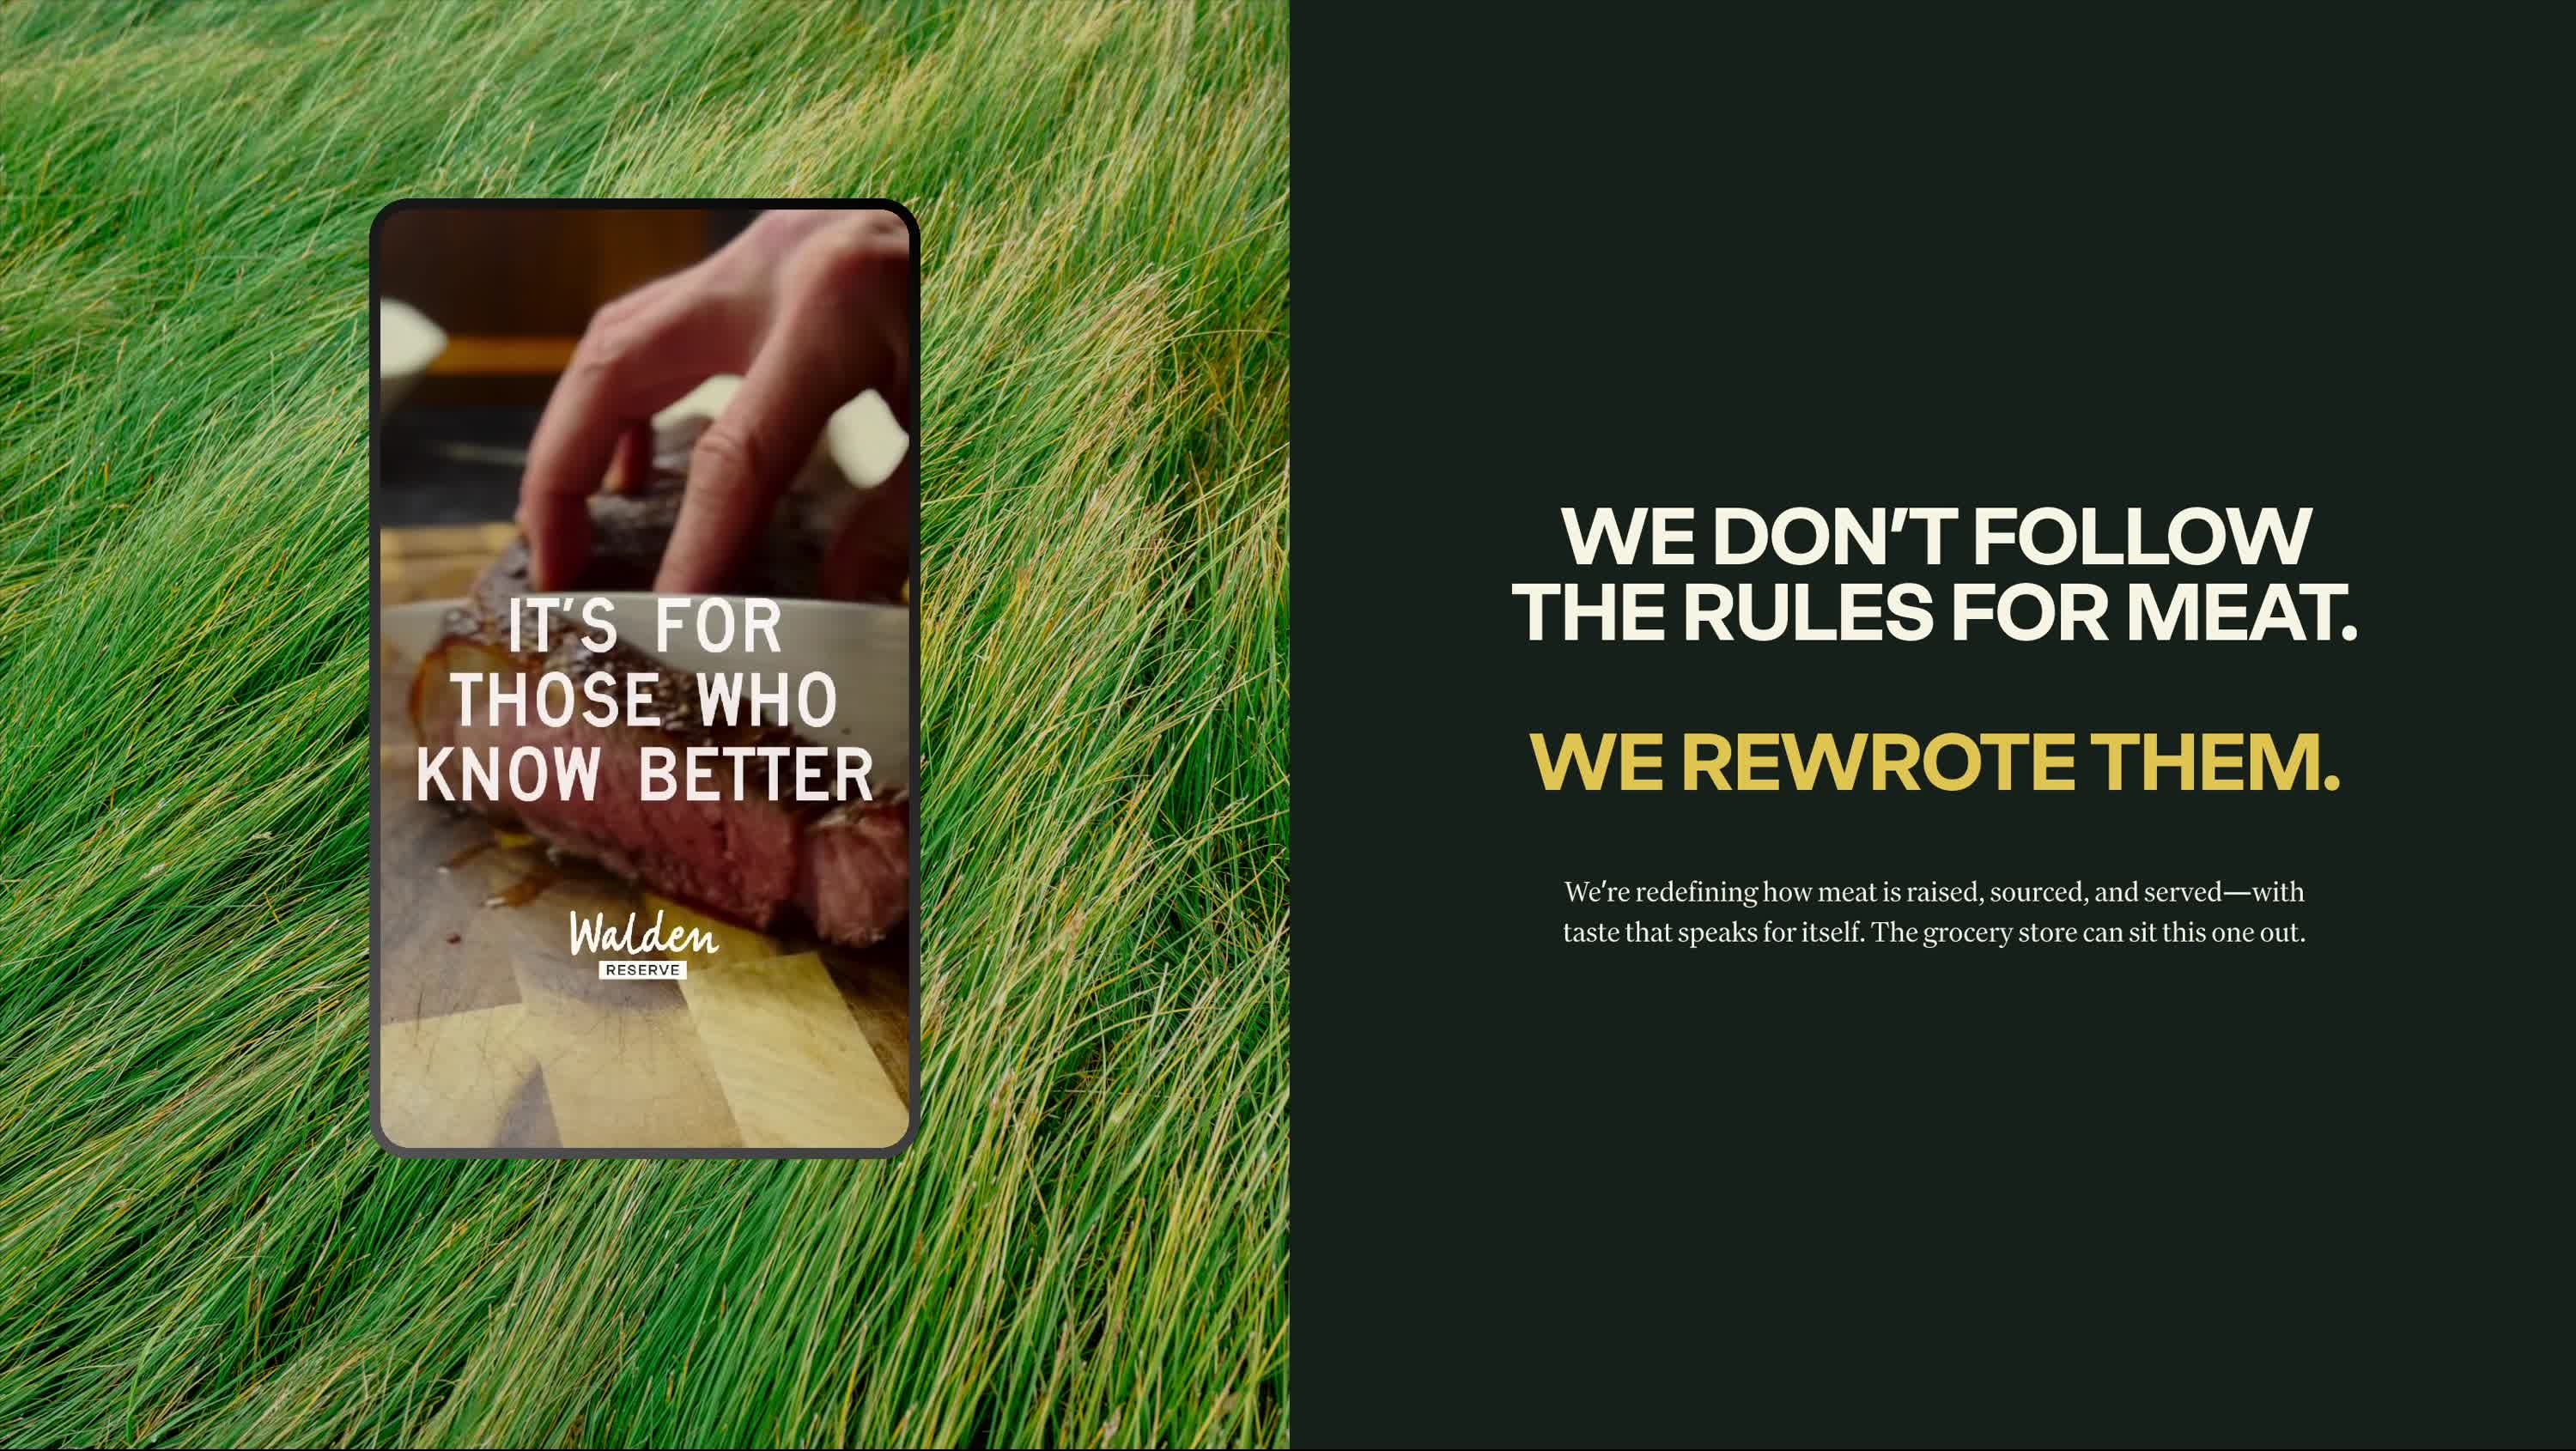 IT'S FOR
THOSE WHO
KNOW BETTER
Walden
RESERVE
WE DON'T FOLLOW
THE RULES FOR MEAT.
WE REWROTE THEM.
We're redefining how meat is raised, sourced, and served—with
taste that speaks for itself. The grocery store can sit this one out.